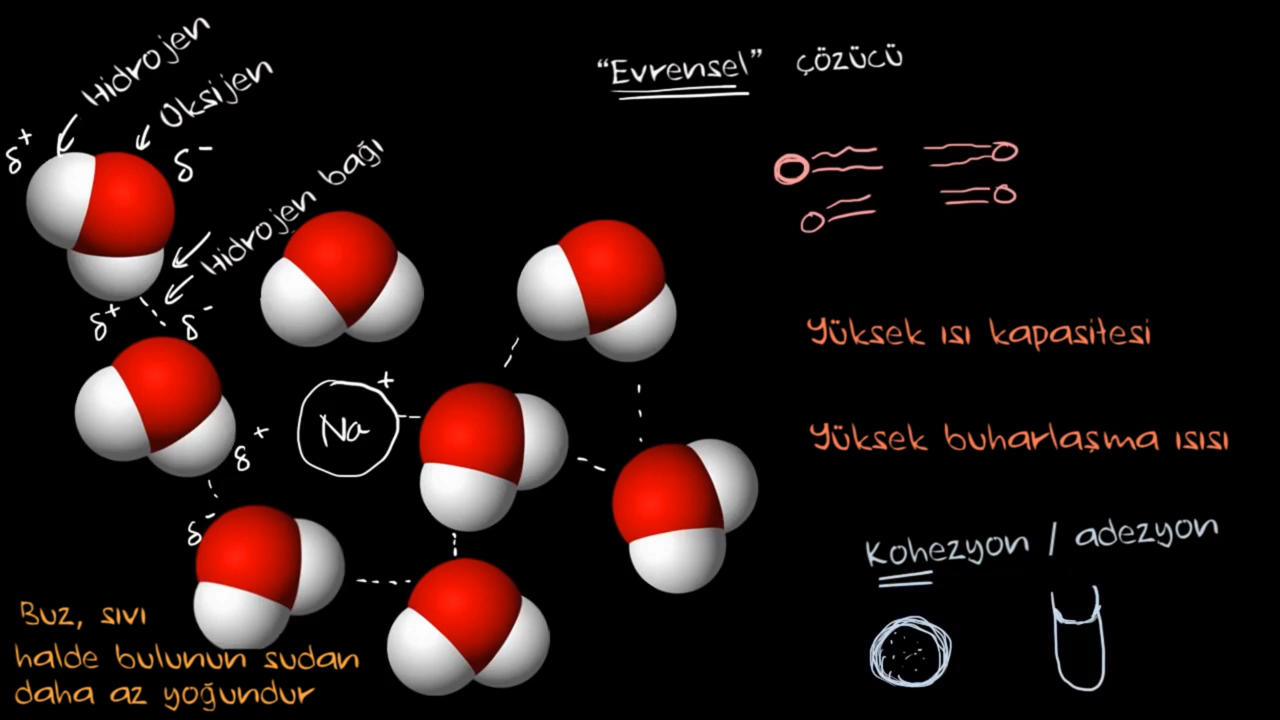 Hidrojen
Oksijen
δ+
δ-
Hidrojen bağı
δ+
δ-
Na
+
δ+
δ-
Buz, sıvı
halde bulunun sudan
daha az yoğundur
"Evrensel" çözücü
Yüksek ısı kapasitesi
Yüksek buharlaşma ısısı
Kohezyon / adezyon